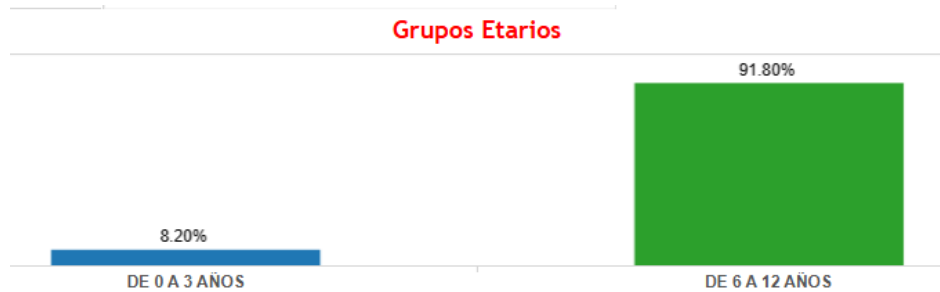 Grupos Etarios
91.80%
8.20%
DE 0 A 3 AÑOS
DE 6 A 12 AÑOS